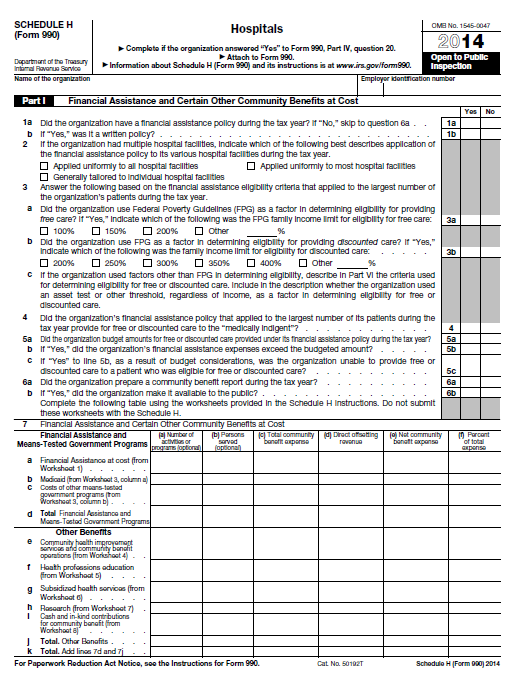 SCHEDULE H
(Form 990)
Department of the Treasury
Internal Revenue Service
Hospitals
▶ Complete if the organization answered "Yes" to Form 990, Part IV, question 20.
▶ Attach to Form 990.
▶ Information about Schedule H (Form 990) and its instructions is at www.irs.gov/form990.
OMB No. 1545-0047
2014
Open to Public
Inspection
Name of the organization
Employer identification number
Part I Financial Assistance and Certain Other Community Benefits at Cost
Yes No
1a Did the organization have a financial assistance policy during the tax year? If "No," skip to question 6a . . 1a
b If "Yes," was it a written policy? . . . . . . . . . . . . . . . . . . . . . . . . . . 1b
2 If the organization had multiple hospital facilities, indicate which of the following best describes application of
the financial assistance policy to its various hospital facilities during the tax year.
☐ Applied uniformly to all hospital facilities ☐ Applied uniformly to most hospital facilities
☐ Generally tailored to individual hospital facilities
3 Answer the following based on the financial assistance eligibility criteria that applied to the largest number of
the organization's patients during the tax year.
a Did the organization use Federal Poverty Guidelines (FPG) as a factor in determining eligibility for providing
free care? If "Yes," indicate which of the following was the FPG family income limit for eligibility for free care: 3a
☐ 100% ☐ 150% ☐ 200% ☐ Other ______ %
b Did the organization use FPG as a factor in determining eligibility for providing discounted care? If "Yes,"
indicate which of the following was the family income limit for eligibility for discounted care: . . . . . 3b
☐ 200% ☐ 250% ☐ 300% ☐ 350% ☐ 400% ☐ Other ______ %
c If the organization used factors other than FPG in determining eligibility, describe in Part VI the criteria used
for determining eligibility for free or discounted care. Include in the description whether the organization used
an asset test or other threshold, regardless of income, as a factor in determining eligibility for free or
discounted care.
4 Did the organization's financial assistance policy that applied to the largest number of its patients during the
tax year provide for free or discounted care to the "medically indigent"? . . . . . . . . . . . 4
5a Did the organization budget amounts for free or discounted care provided under its financial assistance policy during the tax year? 5a
b If "Yes," did the organization's financial assistance expenses exceed the budgeted amount? . . . . . 5b
c If "Yes" to line 5b, as a result of budget considerations, was the organization unable to provide free or
discounted care to a patient who was eligible for free or discounted care? . . . . . . . . . . 5c
6a Did the organization prepare a community benefit report during the tax year? . . . . . . . . . 6a
b If "Yes," did the organization make it available to the public? . . . . . . . . . . . . . . . 6b
Complete the following table using the worksheets provided in the Schedule H instructions. Do not submit
these worksheets with the Schedule H.
7 Financial Assistance and Certain Other Community Benefits at Cost
Financial Assistance and
Means-Tested Government Programs
(a) Number of
activities or
programs (optional)
(b) Persons
served
(optional)
(c) Total community
benefit expense
(d) Direct offsetting
revenue
(e) Net community
benefit expense
(f) Percent
of total
expense
a Financial Assistance at cost (from
Worksheet 1) . . . . .
b Medicaid (from Worksheet 3, column a)
c Costs of other means-tested
government programs (from
Worksheet 3, column b) . . .
d Total Financial Assistance and
Means-Tested Government Programs
Other Benefits
e Community health improvement
services and community benefit
operations (from Worksheet 4) . .
f Health professions education
(from Worksheet 5) . . . .
g Subsidized health services (from
Worksheet 6) . . . . .
h Research (from Worksheet 7) .
i Cash and in-kind contributions
for community benefit (from
Worksheet 8) . . . . .
j Total. Other Benefits . . . .
k Total. Add lines 7d and 7j . .
For Paperwork Reduction Act Notice, see the Instructions for Form 990.
Cat. No. 50192T
Schedule H (Form 990) 2014